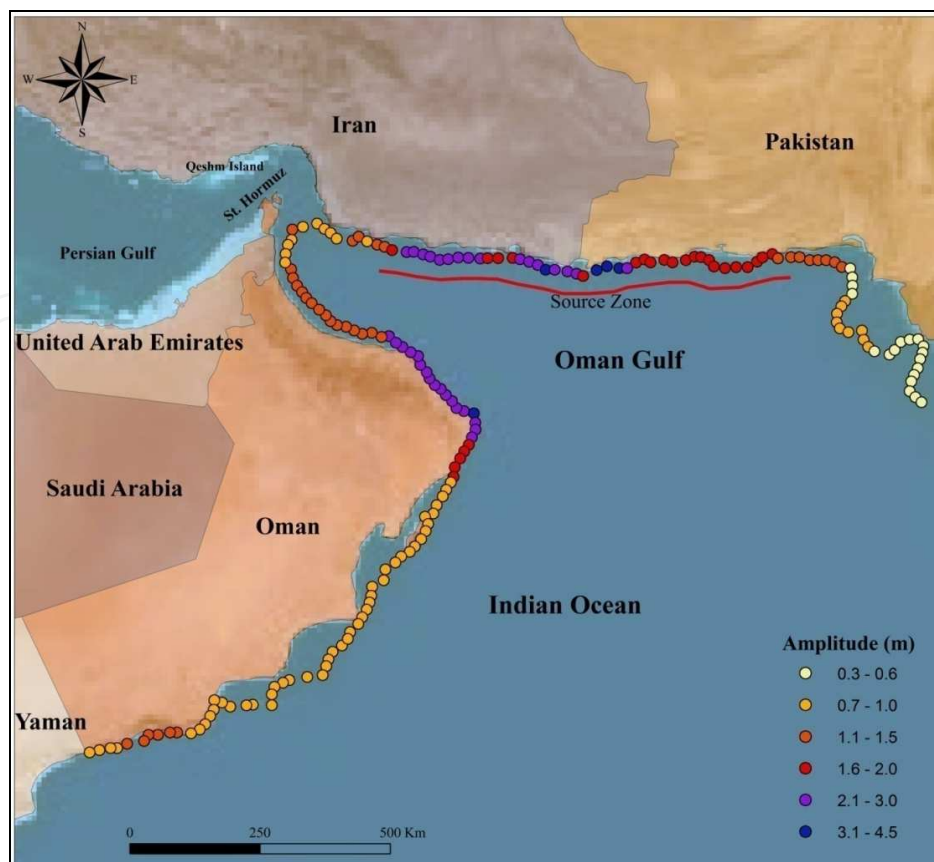 N
W E
S
Iran
Pakistan
Qeshm Island
St. Hormuz
Persian Gulf
Source Zone
United Arab Emirates
Oman Gulf
Saudi Arabia
Oman
Indian Ocean
Amplitude (m)
0.3 - 0.6
0.7 - 1.0
1.1 - 1.5
1.6 - 2.0
2.1 - 3.0
3.1 - 4.5
Yaman
0 250 500 Km